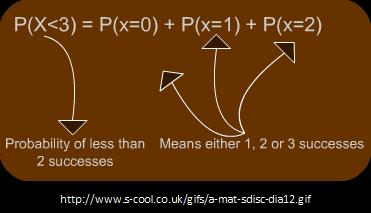 P(X<3) = P(x=0) + P(x=1) + P(x=2)
Probability of less than
2 successes
Means either 1, 2 or 3 successes
http://www.s-cool.co.uk/gifs/a-mat-sdisc-dia12.gif